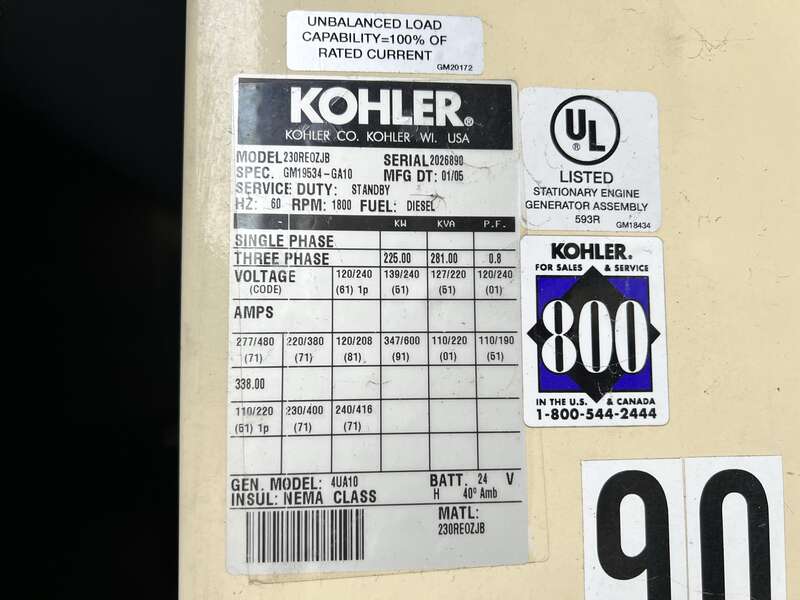 UNBALANCED LOAD
CAPABILITY=100% OF
RATED CURRENT
GM20172
KOHLER®
KOHLER CO. KOHLER WI. USA
MODEL 230REOZJB SERIAL 2026890
SPEC. GM19534-GA10 MFG DT: 01/05
SERVICE DUTY: STANDBY
HZ: 60 RPM: 1800 FUEL: DIESEL
- KW KVA P.F.
SINGLE PHASE
THREE PHASE 225.00 281.00 0.8
VOLTAGE 120/240 139/240 127/220 120/240
(CODE) (61) 1p (61) (61) (01)
AMPS
277/480 220/380 120/208 347/600 110/220 110/190
(71) (71) (81) (91) (01) (61)
338.00
110/220 230/400 240/416
(61) 1p (71) (71)
GEN. MODEL: 4UA10 BATT. 24 V
INSUL: NEMA CLASS H 40° Amb
MATL:
230REOZJB
UL®
LISTED
STATIONARY ENGINE
GENERATOR ASSEMBLY
593R
GM18434
KOHLER®
FOR SALES & SERVICE
800
IN THE U.S. & CANADA
1-800-544-2444
90